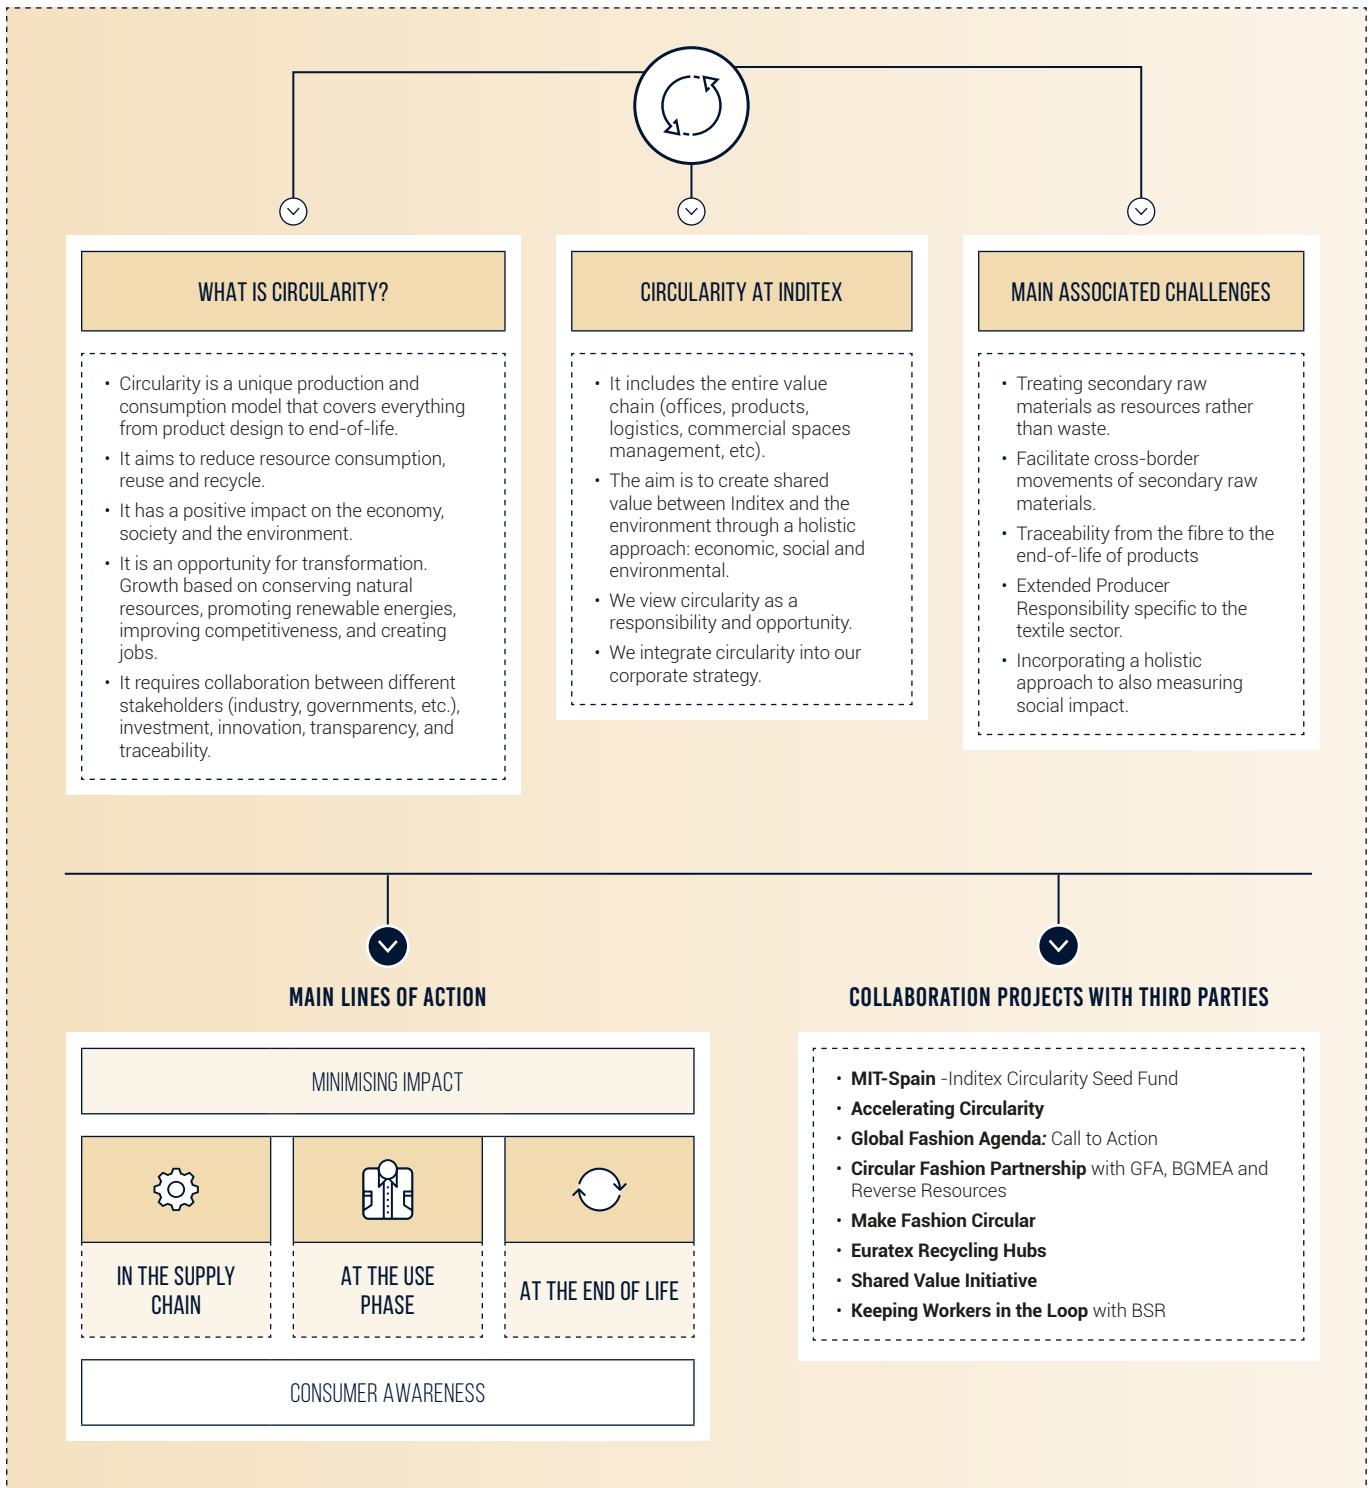 WHAT IS CIRCULARITY?
• Circularity is a unique production and
consumption model that covers everything
from product design to end-of-life.
• It aims to reduce resource consumption,
reuse and recycle.
• It has a positive impact on the economy,
society and the environment.
• It is an opportunity for transformation.
Growth based on conserving natural
resources, promoting renewable energies,
improving competitiveness, and creating
jobs.
• It requires collaboration between different
stakeholders (industry, governments, etc.),
investment, innovation, transparency, and
traceability.
CIRCULARITY AT INDITEX
• It includes the entire value
chain (offices, products,
logistics, commercial spaces
management, etc).
• The aim is to create shared
value between Inditex and the
environment through a holistic
approach: economic, social and
environmental.
• We view circularity as a
responsibility and opportunity.
• We integrate circularity into our
corporate strategy.
MAIN ASSOCIATED CHALLENGES
• Treating secondary raw
materials as resources rather
than waste.
• Facilitate cross-border
movements of secondary raw
materials.
• Traceability from the fibre to the
end-of-life of products
• Extended Producer
Responsibility specific to the
textile sector.
• Incorporating a holistic
approach to also measuring
social impact.
MAIN LINES OF ACTION
MINIMISING IMPACT
IN THE SUPPLY
CHAIN
AT THE USE
PHASE
AT THE END OF LIFE
CONSUMER AWARENESS
COLLABORATION PROJECTS WITH THIRD PARTIES
• MIT-Spain -Inditex Circularity Seed Fund
• Accelerating Circularity
• Global Fashion Agenda: Call to Action
• Circular Fashion Partnership with GFA, BGMEA and
Reverse Resources
• Make Fashion Circular
• Euratex Recycling Hubs
• Shared Value Initiative
• Keeping Workers in the Loop with BSR